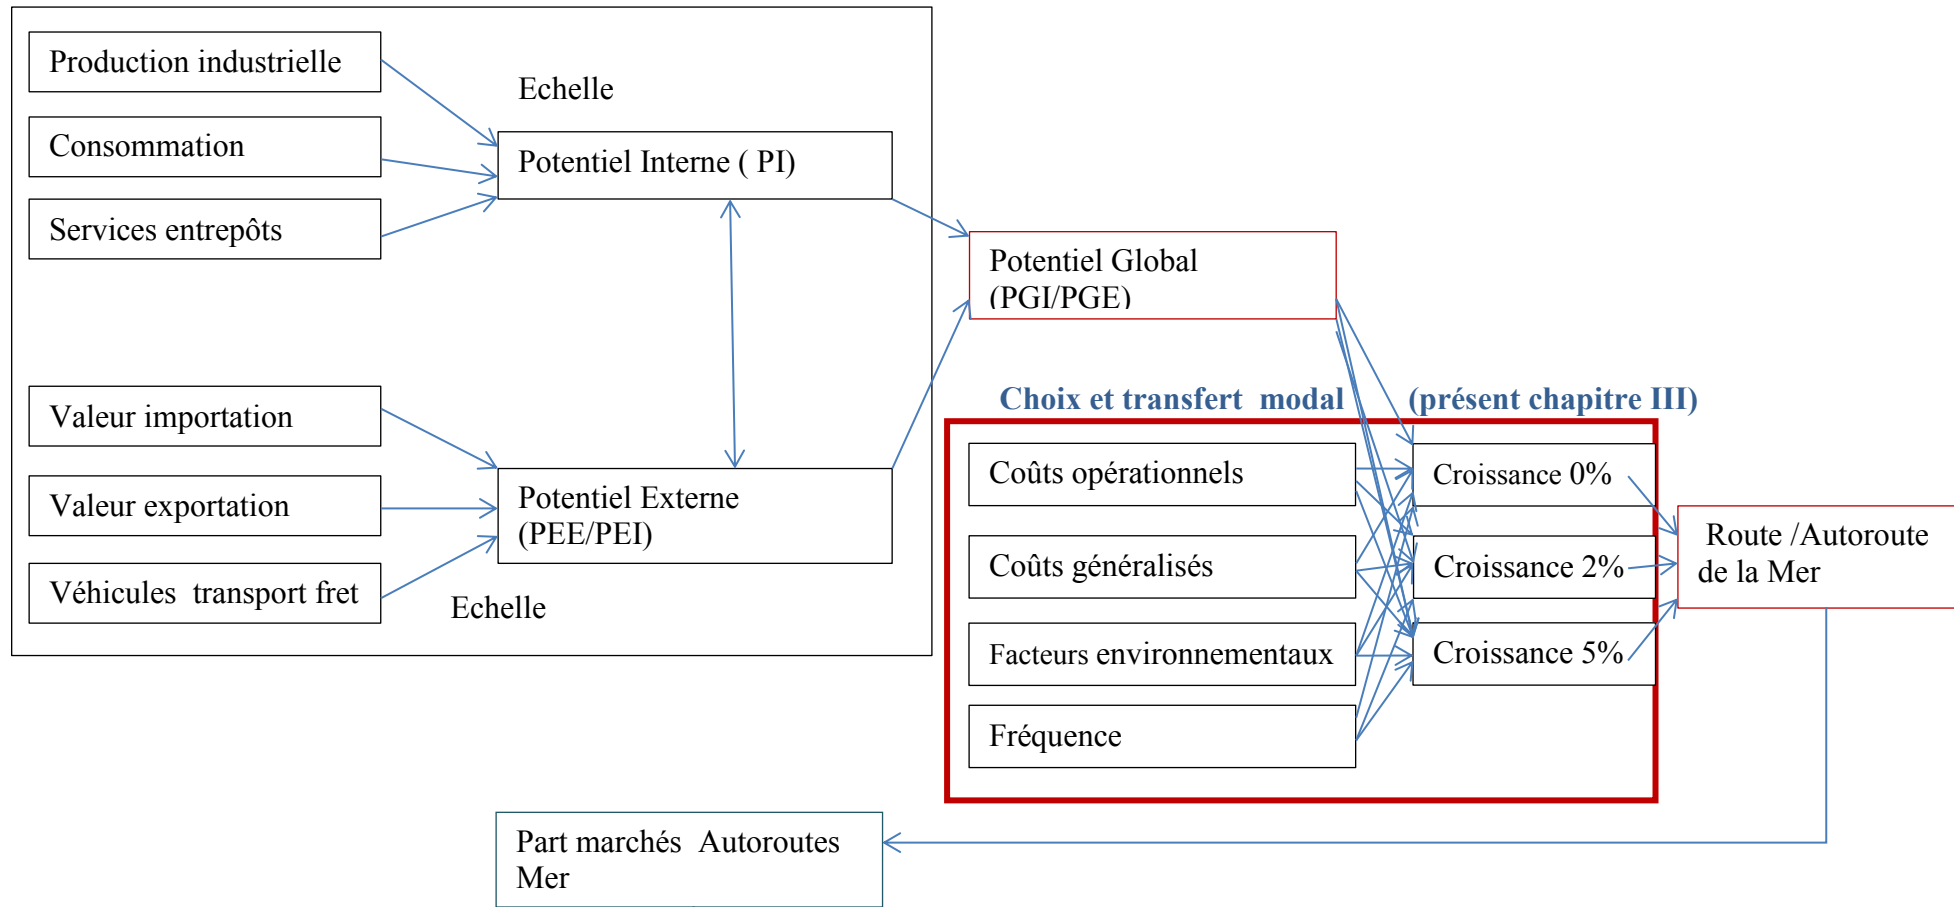 Production industrielle
Echelle
Consommation
Potentiel Interne ( PI)
Services entrepôts
Potentiel Global
(PGI/PGE)
Valeur importation
Choix et transfert modal (présent chapitre III)
Coûts opérationnels
Croissance 0%
Valeur exportation
Potentiel Externe
(PEE/PEI)
Route /Autoroute
de la Mer
Coûts généralisés
Croissance 2%
Véhicules transport fret
Echelle
Facteurs environnementaux
Croissance 5%
Fréquence
Part marchés Autoroutes
Mer